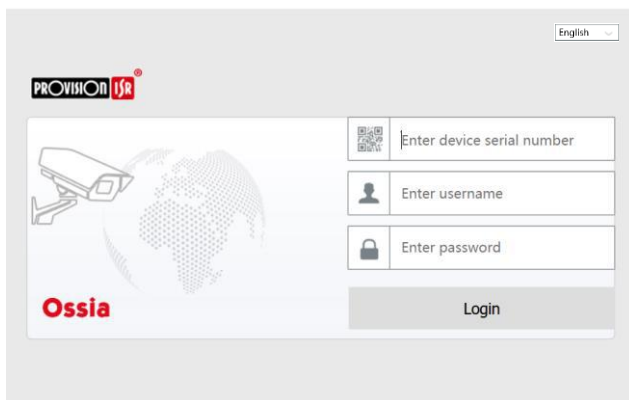 English
PROVISION ISR®
Enter device serial number
Enter username
Enter password
Ossia
Login